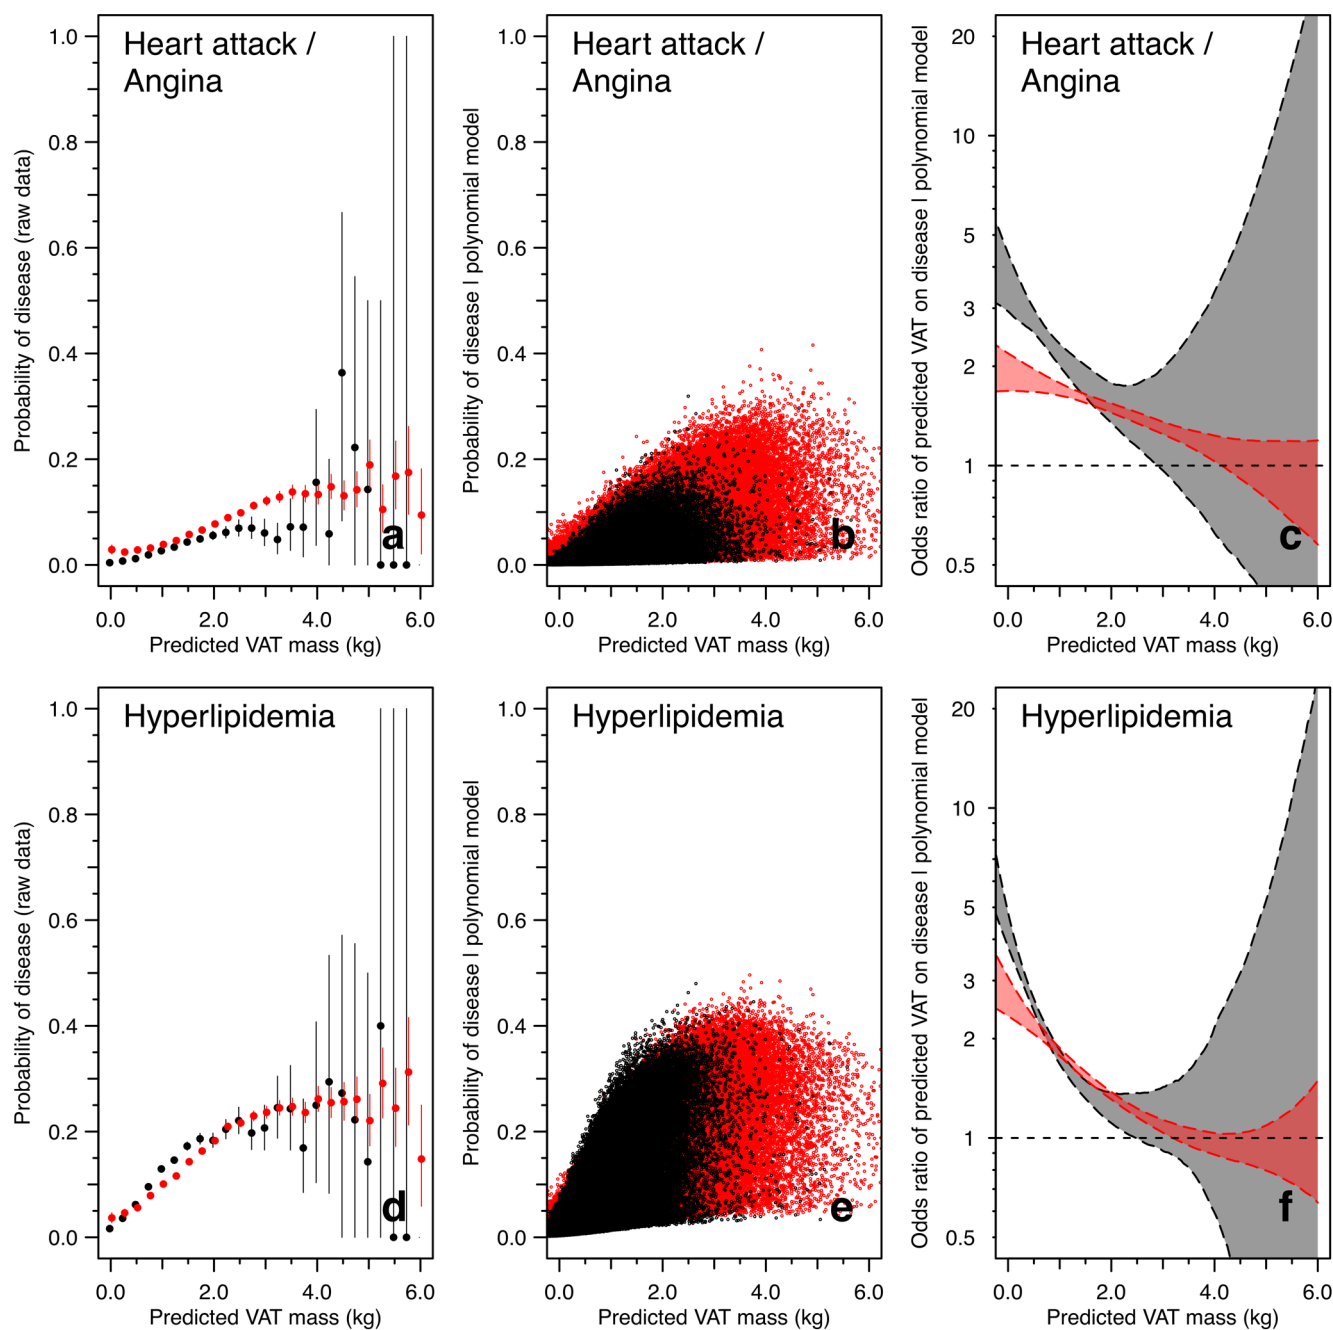 Heart attack /
Angina
Probability of disease (raw data)
1.0
0.8
0.6
0.4
0.2
0.0
a
0.0 2.0 4.0 6.0
Predicted VAT mass (kg)
Heart attack /
Angina
Probability of disease | polynomial model
1.0
0.8
0.6
0.4
0.2
0.0
b
0.0 2.0 4.0 6.0
Predicted VAT mass (kg)
Heart attack /
Angina
Odds ratio of predicted VAT on disease | polynomial model
20
10
5
3
2
1
0.5
c
0.0 2.0 4.0 6.0
Predicted VAT mass (kg)
Hyperlipidemia
Probability of disease (raw data)
1.0
0.8
0.6
0.4
0.2
0.0
d
0.0 2.0 4.0 6.0
Predicted VAT mass (kg)
Hyperlipidemia
Probability of disease | polynomial model
1.0
0.8
0.6
0.4
0.2
0.0
e
0.0 2.0 4.0 6.0
Predicted VAT mass (kg)
Hyperlipidemia
Odds ratio of predicted VAT on disease | polynomial model
20
10
5
3
2
1
0.5
f
0.0 2.0 4.0 6.0
Predicted VAT mass (kg)